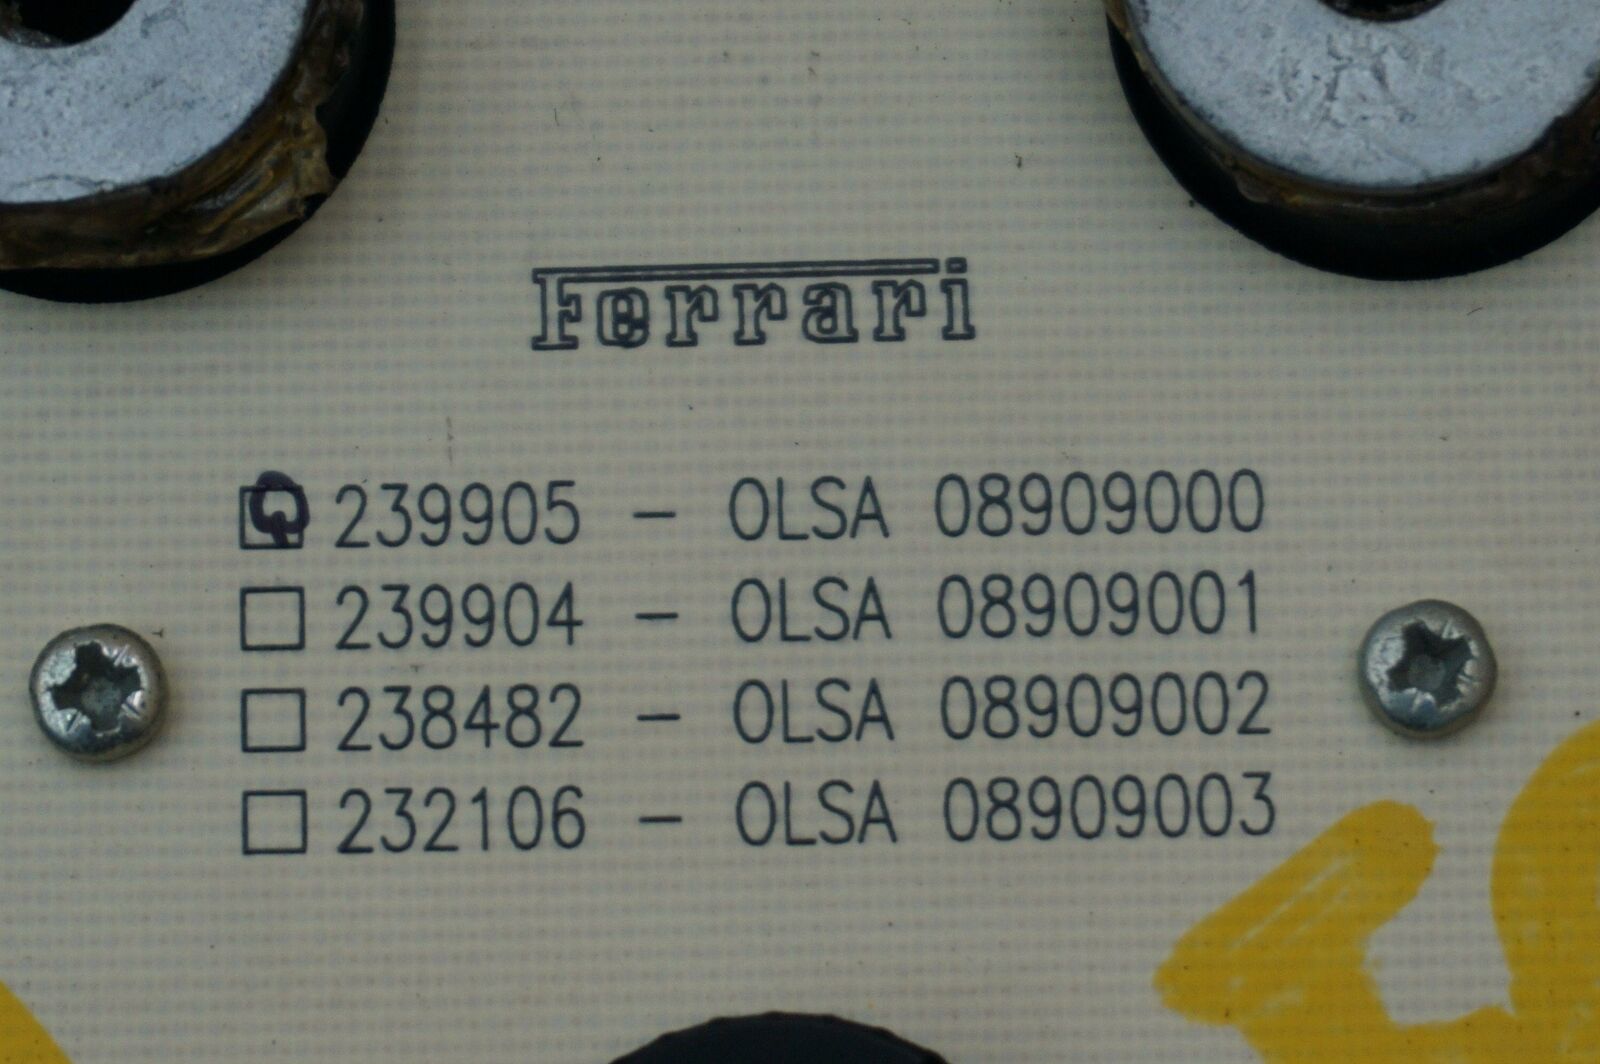 Ferrari
239905 - OLSA 08909000
239904 - OLSA 08909001
238482 - OLSA 08909002
232106 - OLSA 08909003